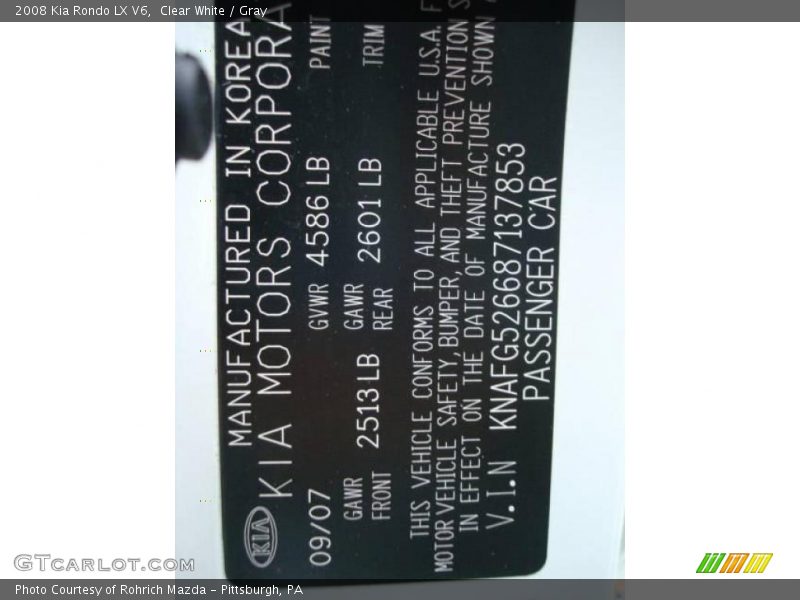 2008 Kia Rondo LX V6,  Clear White / Gray
MANUFACTURED IN KOREA
KIA KIA MOTORS CORPORA
09/07 GVWR 4586 LB PAINT
GAWR FRONT 2513 LB GAWR REAR 2601 LB TRIM
THIS VEHICLE CONFORMS TO ALL APPLICABLE U.S.A. F
MOTOR VEHICLE SAFETY, BUMPER, AND THEFT PREVENTION S
IN EFFECT ON THE DATE OF MANUFACTURE SHOWN
V.I.N KNAFG526687137853
PASSENGER CAR
GTcarlot.com
Photo Courtesy of Rohrich Mazda – Pittsburgh, PA